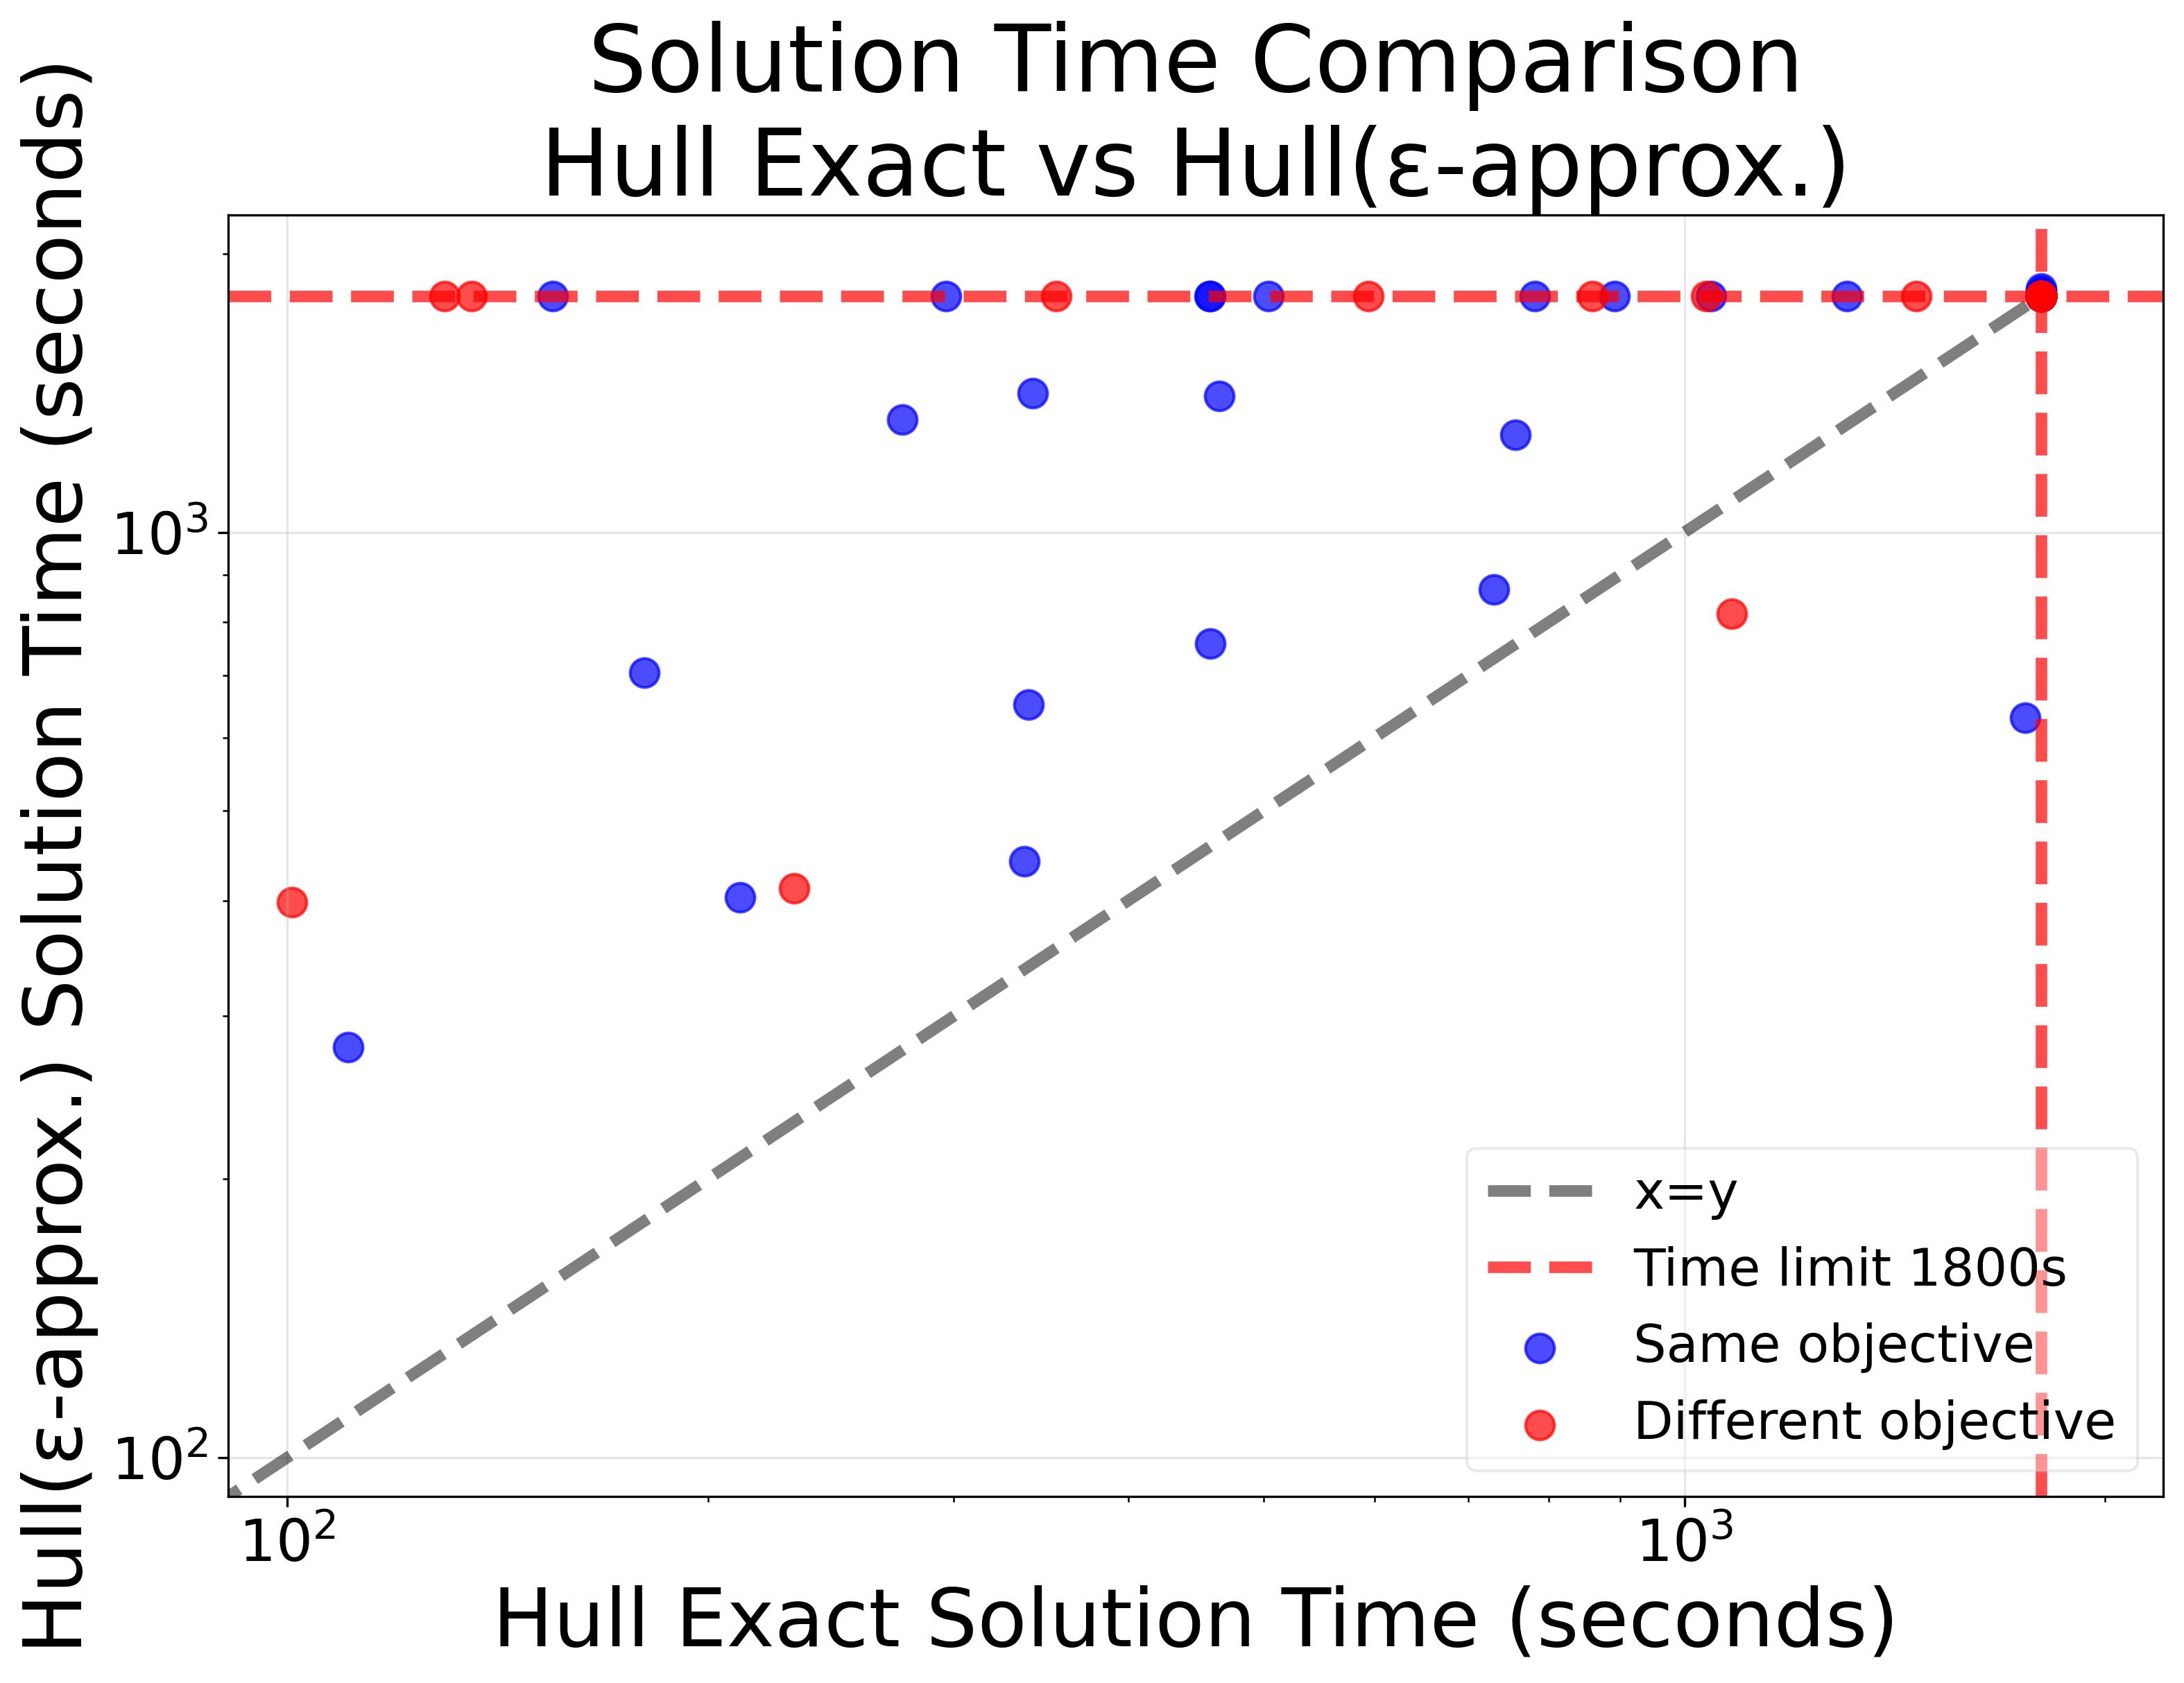 Solution Time Comparison
Hull Exact vs Hull(ε-approx.)
Hull(ε-approx.) Solution Time (seconds)
10³
10²
10²
10³
Hull Exact Solution Time (seconds)
x=y
Time limit 1800s
Same objective
Different objective